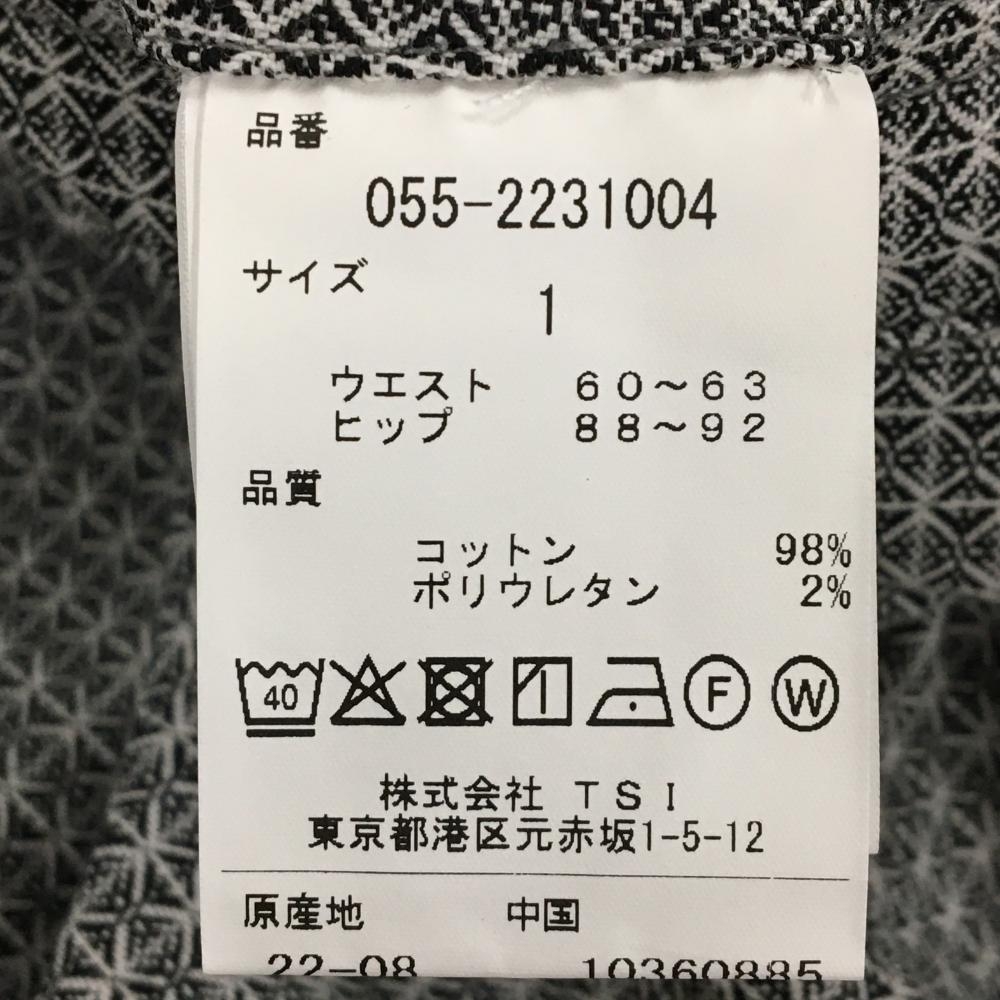 品番
055-2231004
サイズ
1
ウエスト 60～63
ヒップ 88～92
品質
コットン 98%
ポリウレタン 2%
40 F W
株式会社 TSI
東京都港区元赤坂1-5-12
原産地 中国
22-08 10360885